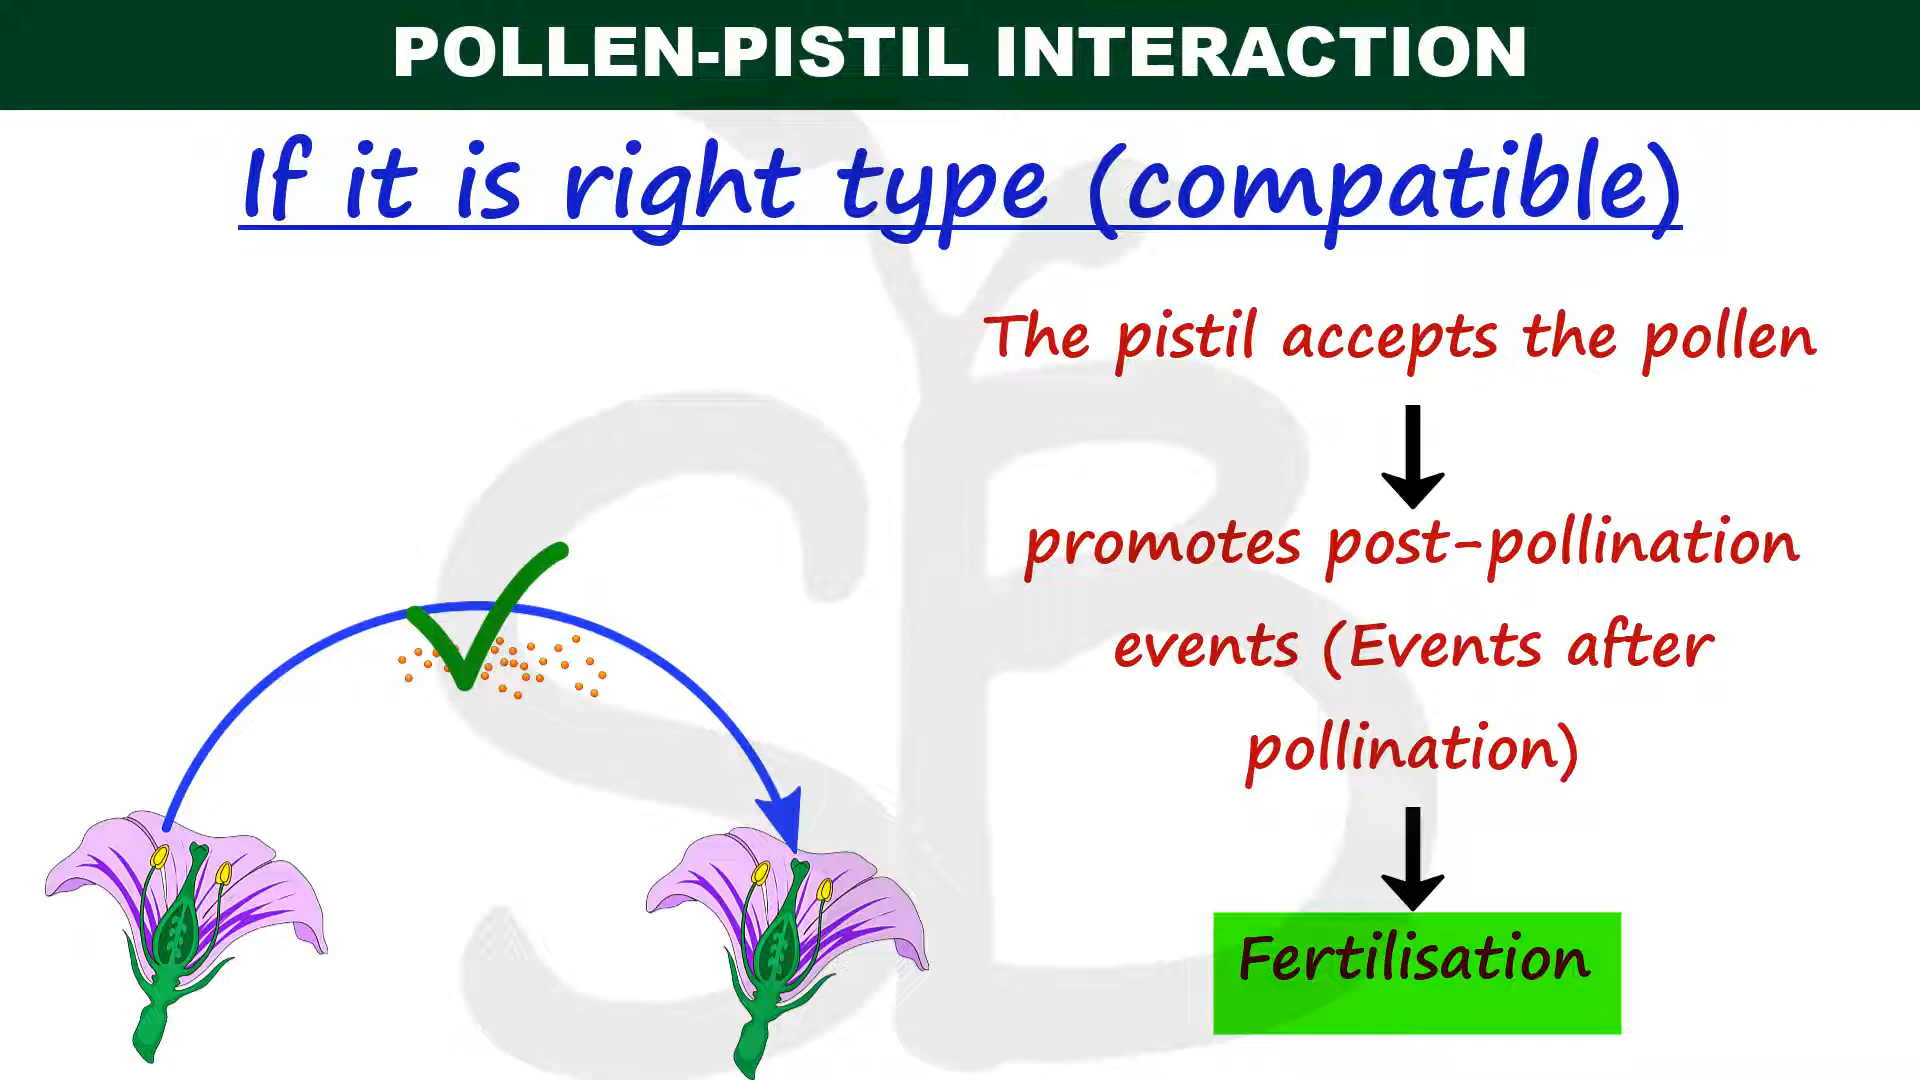 POLLEN-PISTIL INTERACTION
If it is right type (compatible)
The pistil accepts the pollen
promotes post-pollination
events (Events after
pollination)
Fertilisation
SB